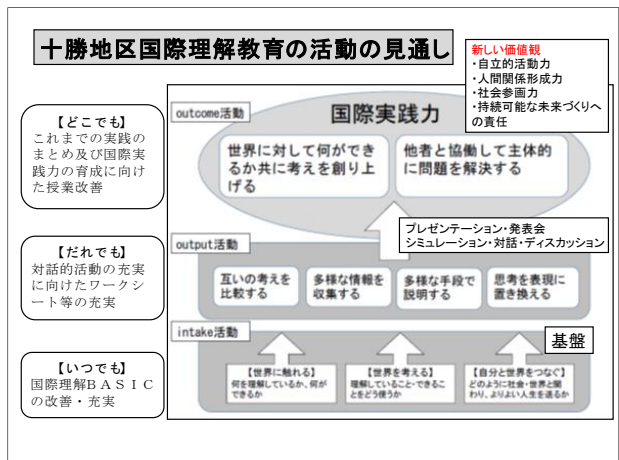 十勝地区国際理解教育の活動の見通し
新しい価値観
・自立的活動力
・人間関係形成力
・社会参画力
・持続可能な未来づくりへ
の責任
【どこでも】
これまでの実践の
まとめ及び国際実
践力の育成に向け
た授業改善
outcome活動
国際実践力
世界に対して何ができ
るか共に考えを創り上
げる
他者と協働して主体的
に問題を解決する
プレゼンテーション・発表会
シミュレーション・対話・ディスカッション
【だれでも】
対話的活動の充実
に向けたワークシ
ート等の充実
output活動
互いの考えを
比較する
多様な情報を
収集する
多様な手段で
説明する
思考を表現に
置き換える
intake活動
基盤
【いつでも】
国際理解ＢＡＳＩＣ
の改善・充実
【世界に触れる】
何を理解しているか、何が
できるか
【世界を考える】
理解していること・できるこ
とをどう使うか
【自分と世界をつなぐ】
どのように社会・世界と関
わり、よりよい人生を送るか